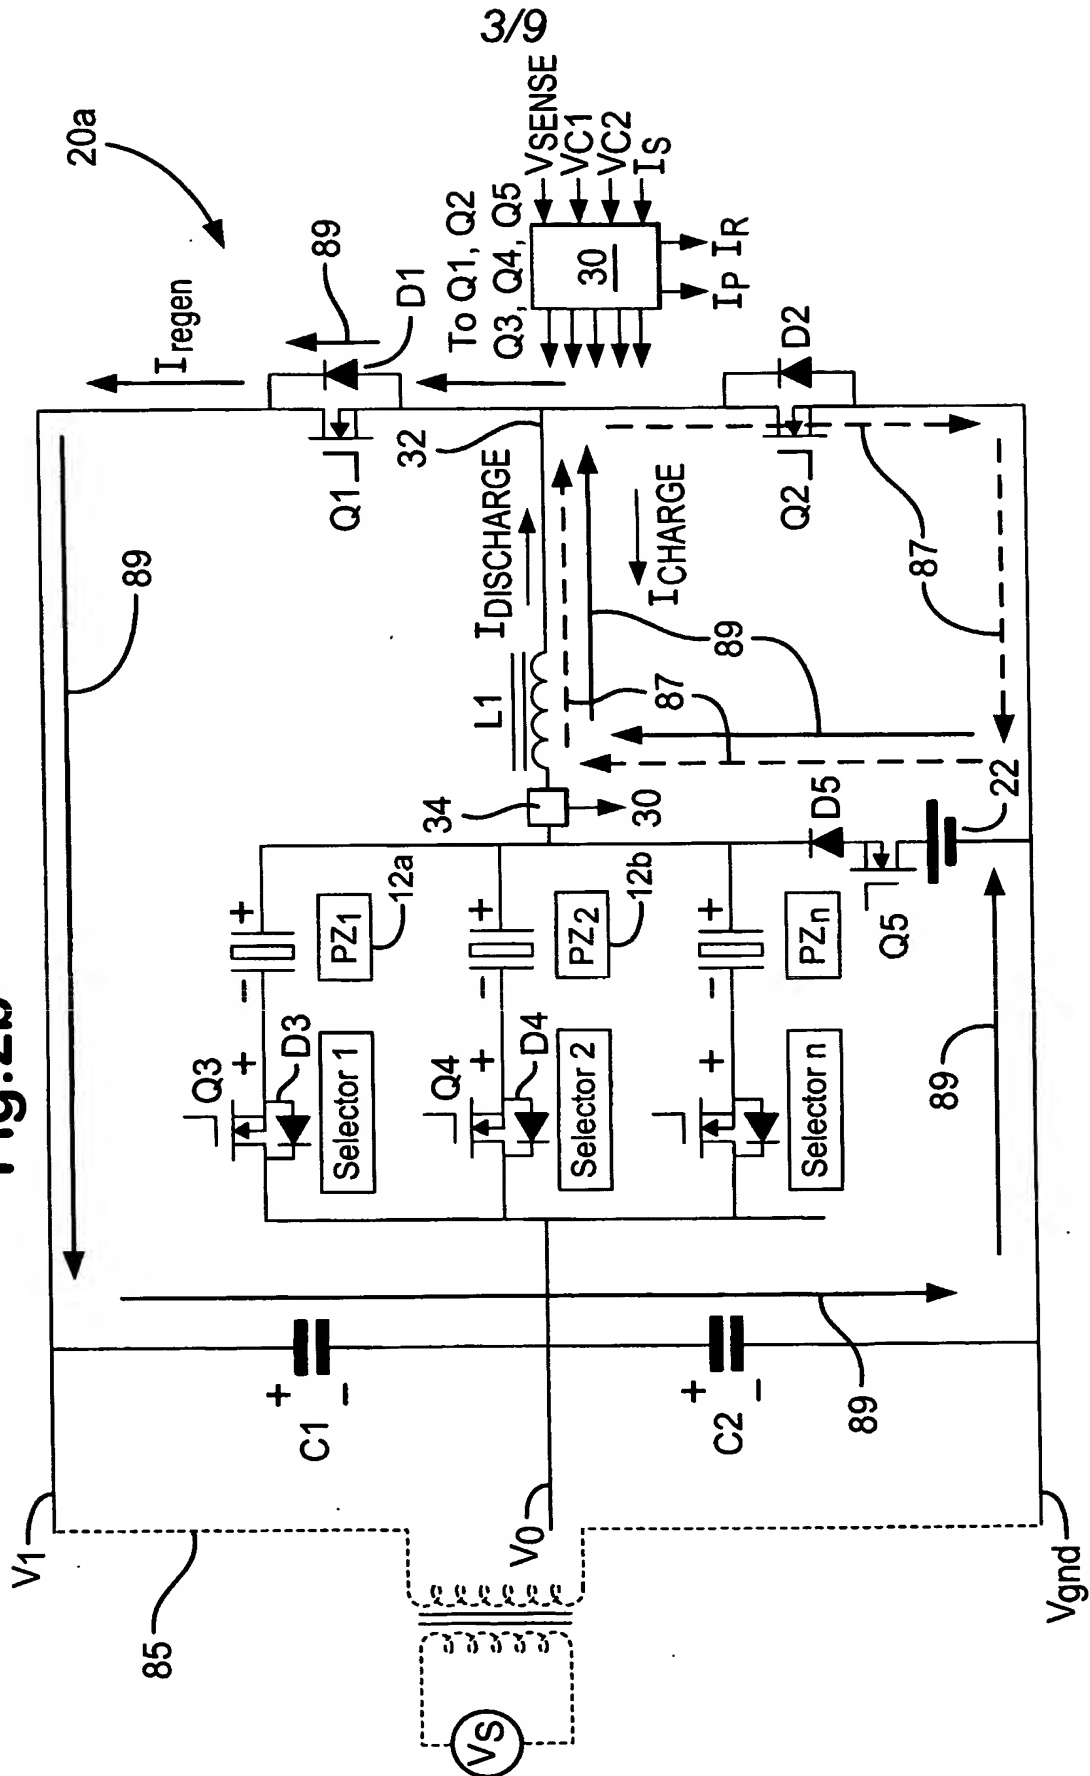 3/9
Fig.2b
20a
VSENSE
VC1
VC2
IS
To Q1, Q2
Q3, Q4, Q5
30
IP
IR
Iregen
89
D1
Q1
32
D2
Q2
87
89
IDISCHARGE
ICHARGE
L1
89
87
34
30
22
D5
Q5
PZ1
12a
+
-
Q3
+
D3
Selector 1
PZ2
12b
+
-
Q4
+
D4
Selector 2
PZn
+
-
+
Selector n
89
89
+
-
C1
+
-
C2
V1
V0
Vgnd
85
VS